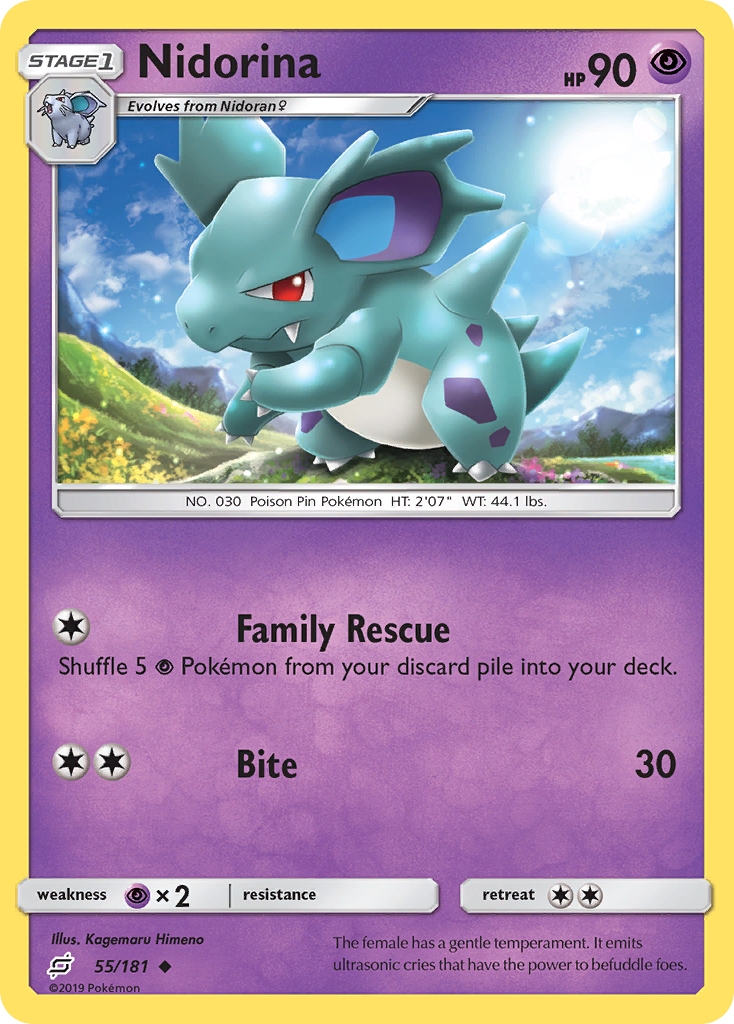 STAGE1
Nidorina
HP90
Evolves from Nidoran♀
NO. 030 Poison Pin Pokémon HT: 2'07" WT: 44.1 lbs.
Family Rescue
Shuffle 5 Pokémon from your discard pile into your deck.
Bite 30
weakness ×2 resistance retreat
Illus. Kagemaru Himeno
55/181 ◆
©2019 Pokémon
The female has a gentle temperament. It emits
ultrasonic cries that have the power to befuddle foes.